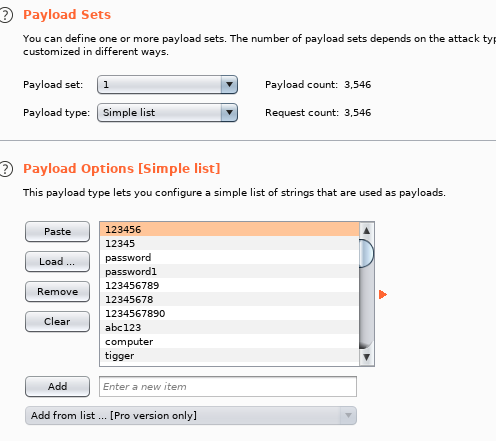 ? Payload Sets
You can define one or more payload sets. The number of payload sets depends on the attack typ
customized in different ways.
Payload set: 1 Payload count: 3,546
Payload type: Simple list Request count: 3,546
? Payload Options [Simple list]
This payload type lets you configure a simple list of strings that are used as payloads.
Paste
Load ...
Remove
Clear
123456
12345
password
password1
123456789
12345678
1234567890
abc123
computer
tigger
Add Enter a new item
Add from list ... [Pro version only]